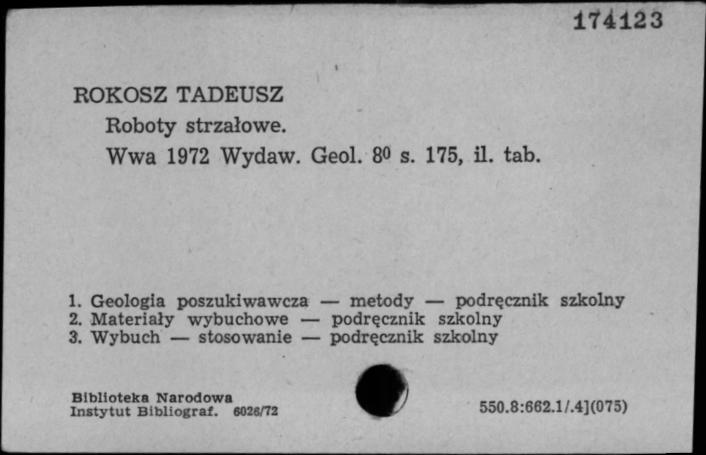 174123
ROKOSZ TADEUSZ
Roboty strzałowe.
Wwa 1972 Wydaw. Geol. 8⁰ s. 175, il. tab.
1. Geologia poszukiwawcza — metody — podręcznik szkolny
2. Materiały wybuchowe — podręcznik szkolny
3. Wybuch — stosowanie — podręcznik szkolny
Biblioteka Narodowa
Instytut Bibliograf. 6026/72
550.8:662.1/.4](075)